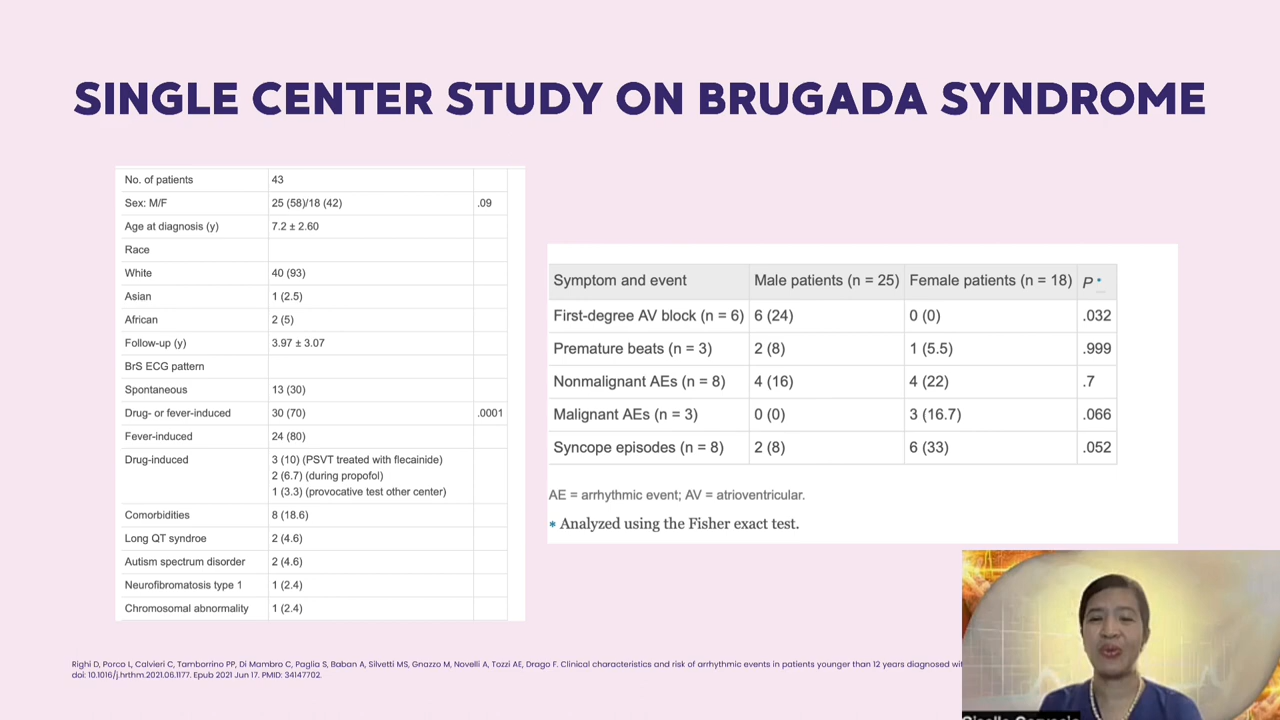 SINGLE CENTER STUDY ON BRUGADA SYNDROME
No. of patients 43
Sex: M/F 25 (58)/18 (42) .09
Age at diagnosis (y) 7.2 ± 2.60
Race
White 40 (93)
Asian 1 (2.5)
African 2 (5)
Follow-up (y) 3.97 ± 3.07
BrS ECG pattern
Spontaneous 13 (30)
Drug- or fever-induced 30 (70) .0001
Fever-induced 24 (80)
Drug-induced 3 (10) (PSVT treated with flecainide)
2 (6.7) (during propofol)
1 (3.3) (provocative test other center)
Comorbidities 8 (18.6)
Long QT syndroe 2 (4.6)
Autism spectrum disorder 2 (4.6)
Neurofibromatosis type 1 1 (2.4)
Chromosomal abnormality 1 (2.4)
Symptom and event Male patients (n = 25) Female patients (n = 18) P *
First-degree AV block (n = 6) 6 (24) 0 (0) .032
Premature beats (n = 3) 2 (8) 1 (5.5) .999
Nonmalignant AEs (n = 8) 4 (16) 4 (22) .7
Malignant AEs (n = 3) 0 (0) 3 (16.7) .066
Syncope episodes (n = 8) 2 (8) 6 (33) .052
AE = arrhythmic event; AV = atrioventricular.
* Analyzed using the Fisher exact test.
Righi D, Porco L, Calvieri C, Tamborrino PP, Di Mambro C, Paglia S, Baban A, Silvetti MS, Gnazzo M, Novelli A, Tozzi AE, Drago F. Clinical characteristics and risk of arrhythmic events in patients younger than 12 years diagnosed
doi: 10.1016/j.hrthm.2021.06.1177. Epub 2021 Jun 17. PMID: 34147702.